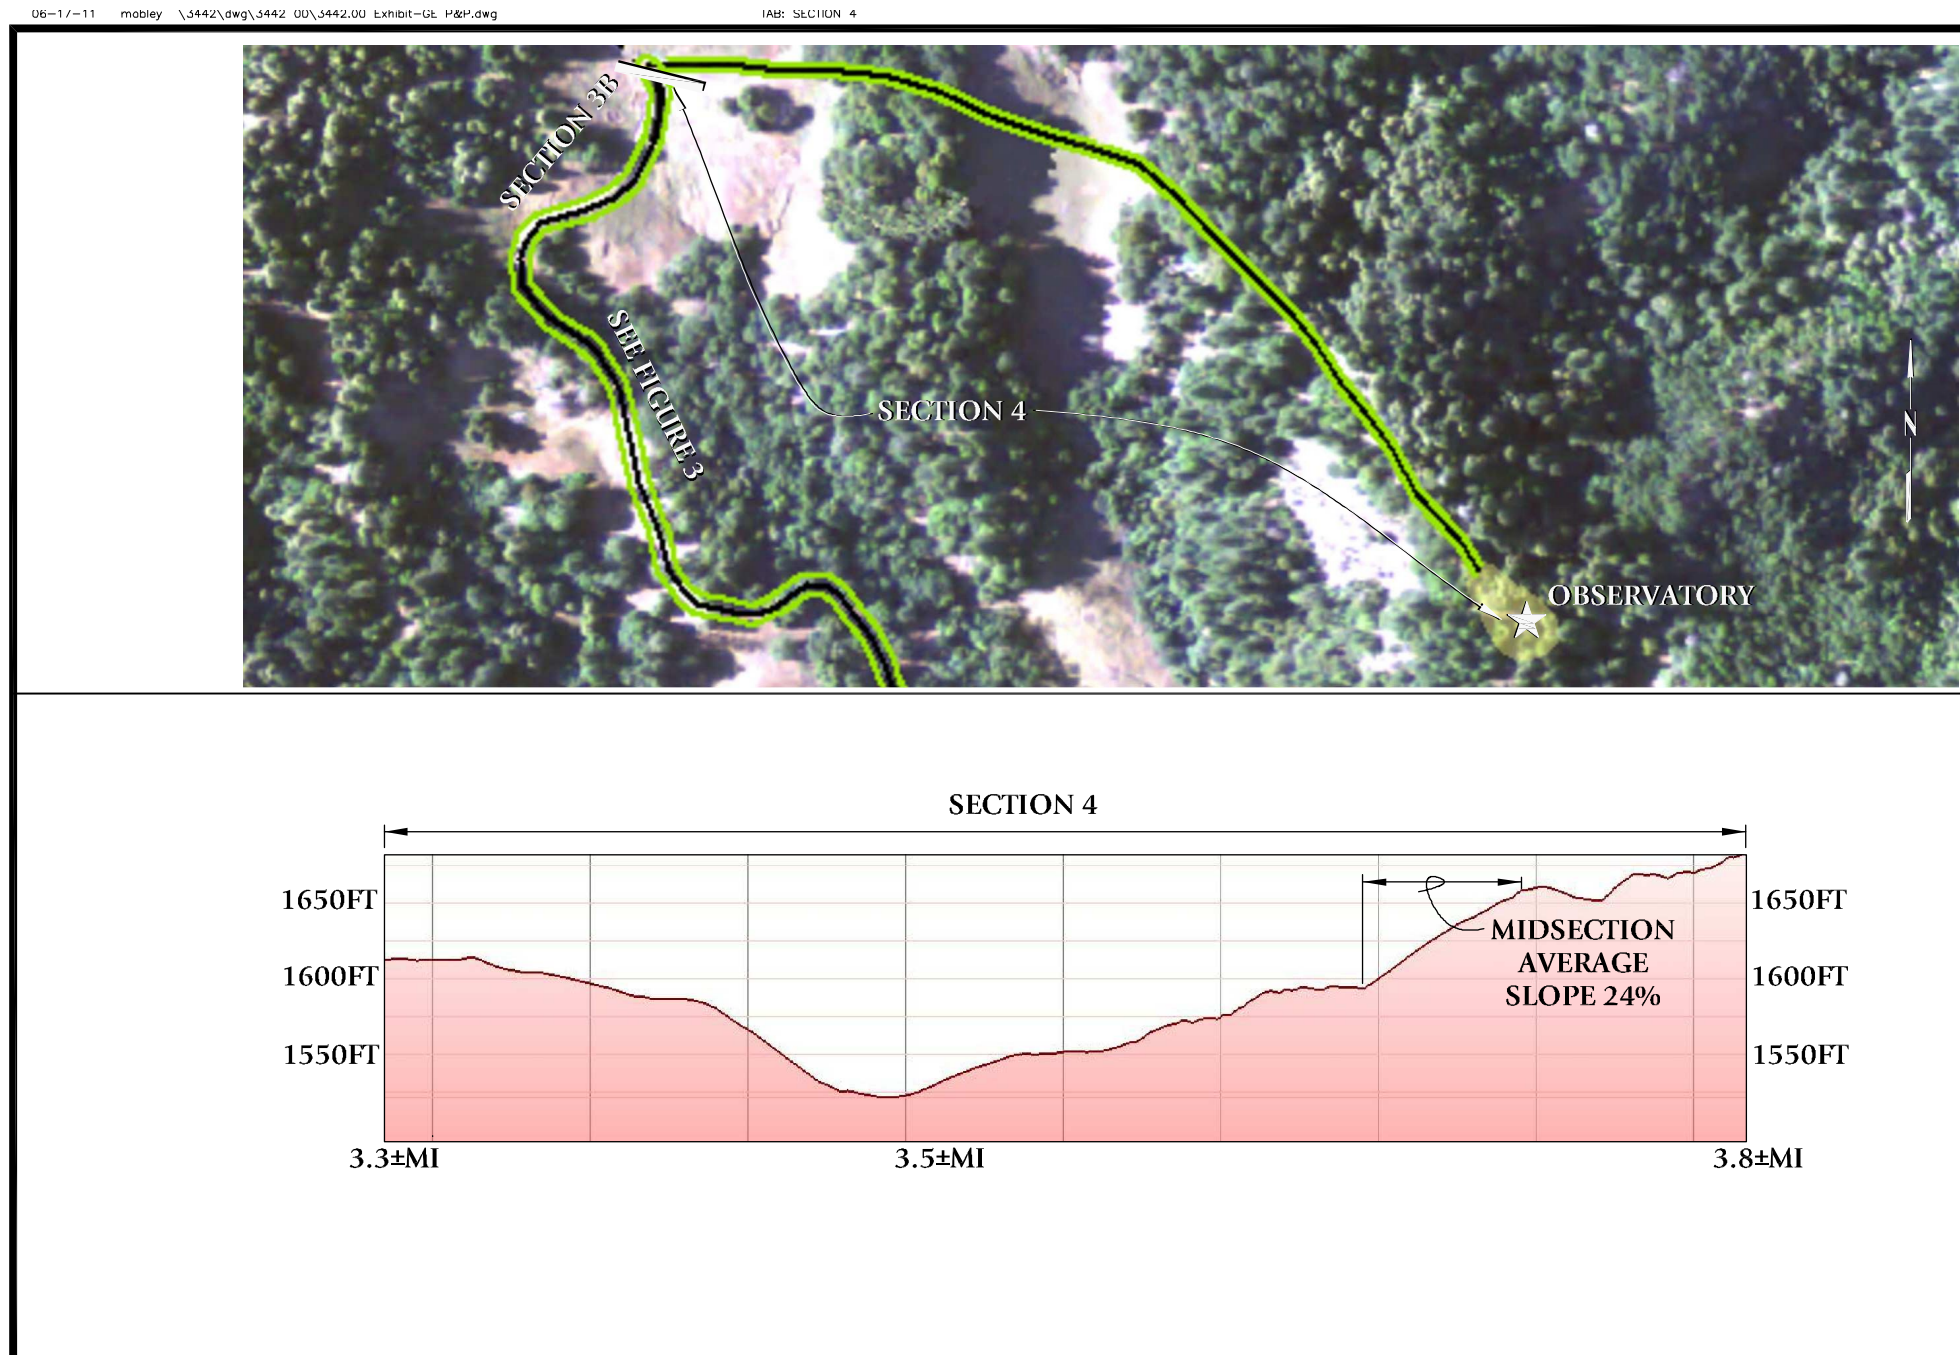 06-17-11 mobley \3442\dwg\3442 00\3442.00 Exhibit-GE P&P.dwg TAB: SECTION 4
SECTION 3B
SEE FIGURE 3
SECTION 4
N
OBSERVATORY
SECTION 4
1650FT
1650FT
MIDSECTION
AVERAGE
SLOPE 24%
1600FT
1600FT
1550FT
1550FT
3.3±MI
3.5±MI
3.8±MI